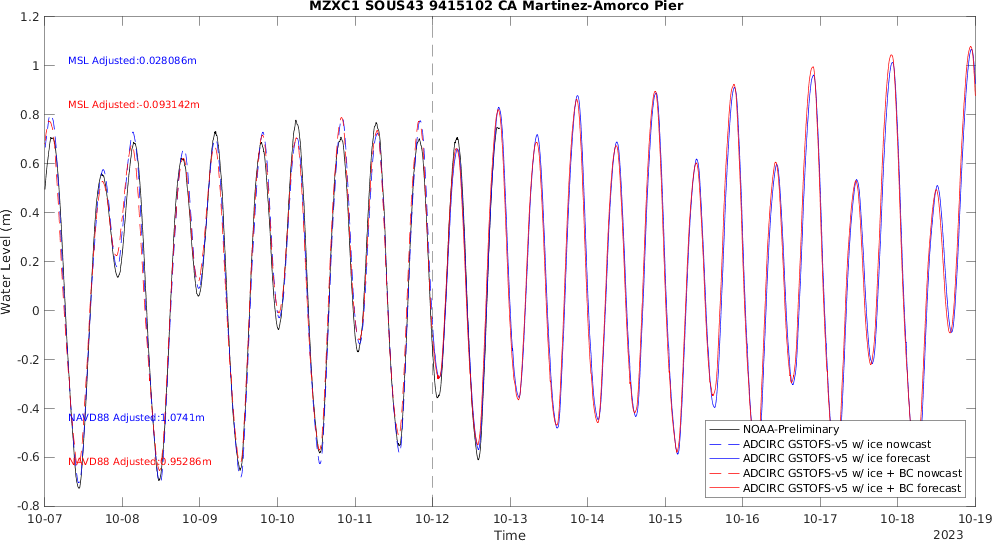 MZXC1 SOUS43 9415102 CA Martinez-Amorco Pier
1.2
1
0.8
0.6
0.4
0.2
0
-0.2
-0.4
-0.6
-0.8
Water Level (m)
MSL Adjusted:0.028086m
MSL Adjusted:-0.093142m
NAVD88 Adjusted:1.0741m
NAVD88 Adjusted:0.95286m
NOAA-Preliminary
ADCIRC GSTOFS-v5 w/ ice nowcast
ADCIRC GSTOFS-v5 w/ ice forecast
ADCIRC GSTOFS-v5 w/ ice + BC nowcast
ADCIRC GSTOFS-v5 w/ ice + BC forecast
10-07 10-08 10-09 10-10 10-11 10-12 10-13 10-14 10-15 10-16 10-17 10-18 10-19
Time
2023